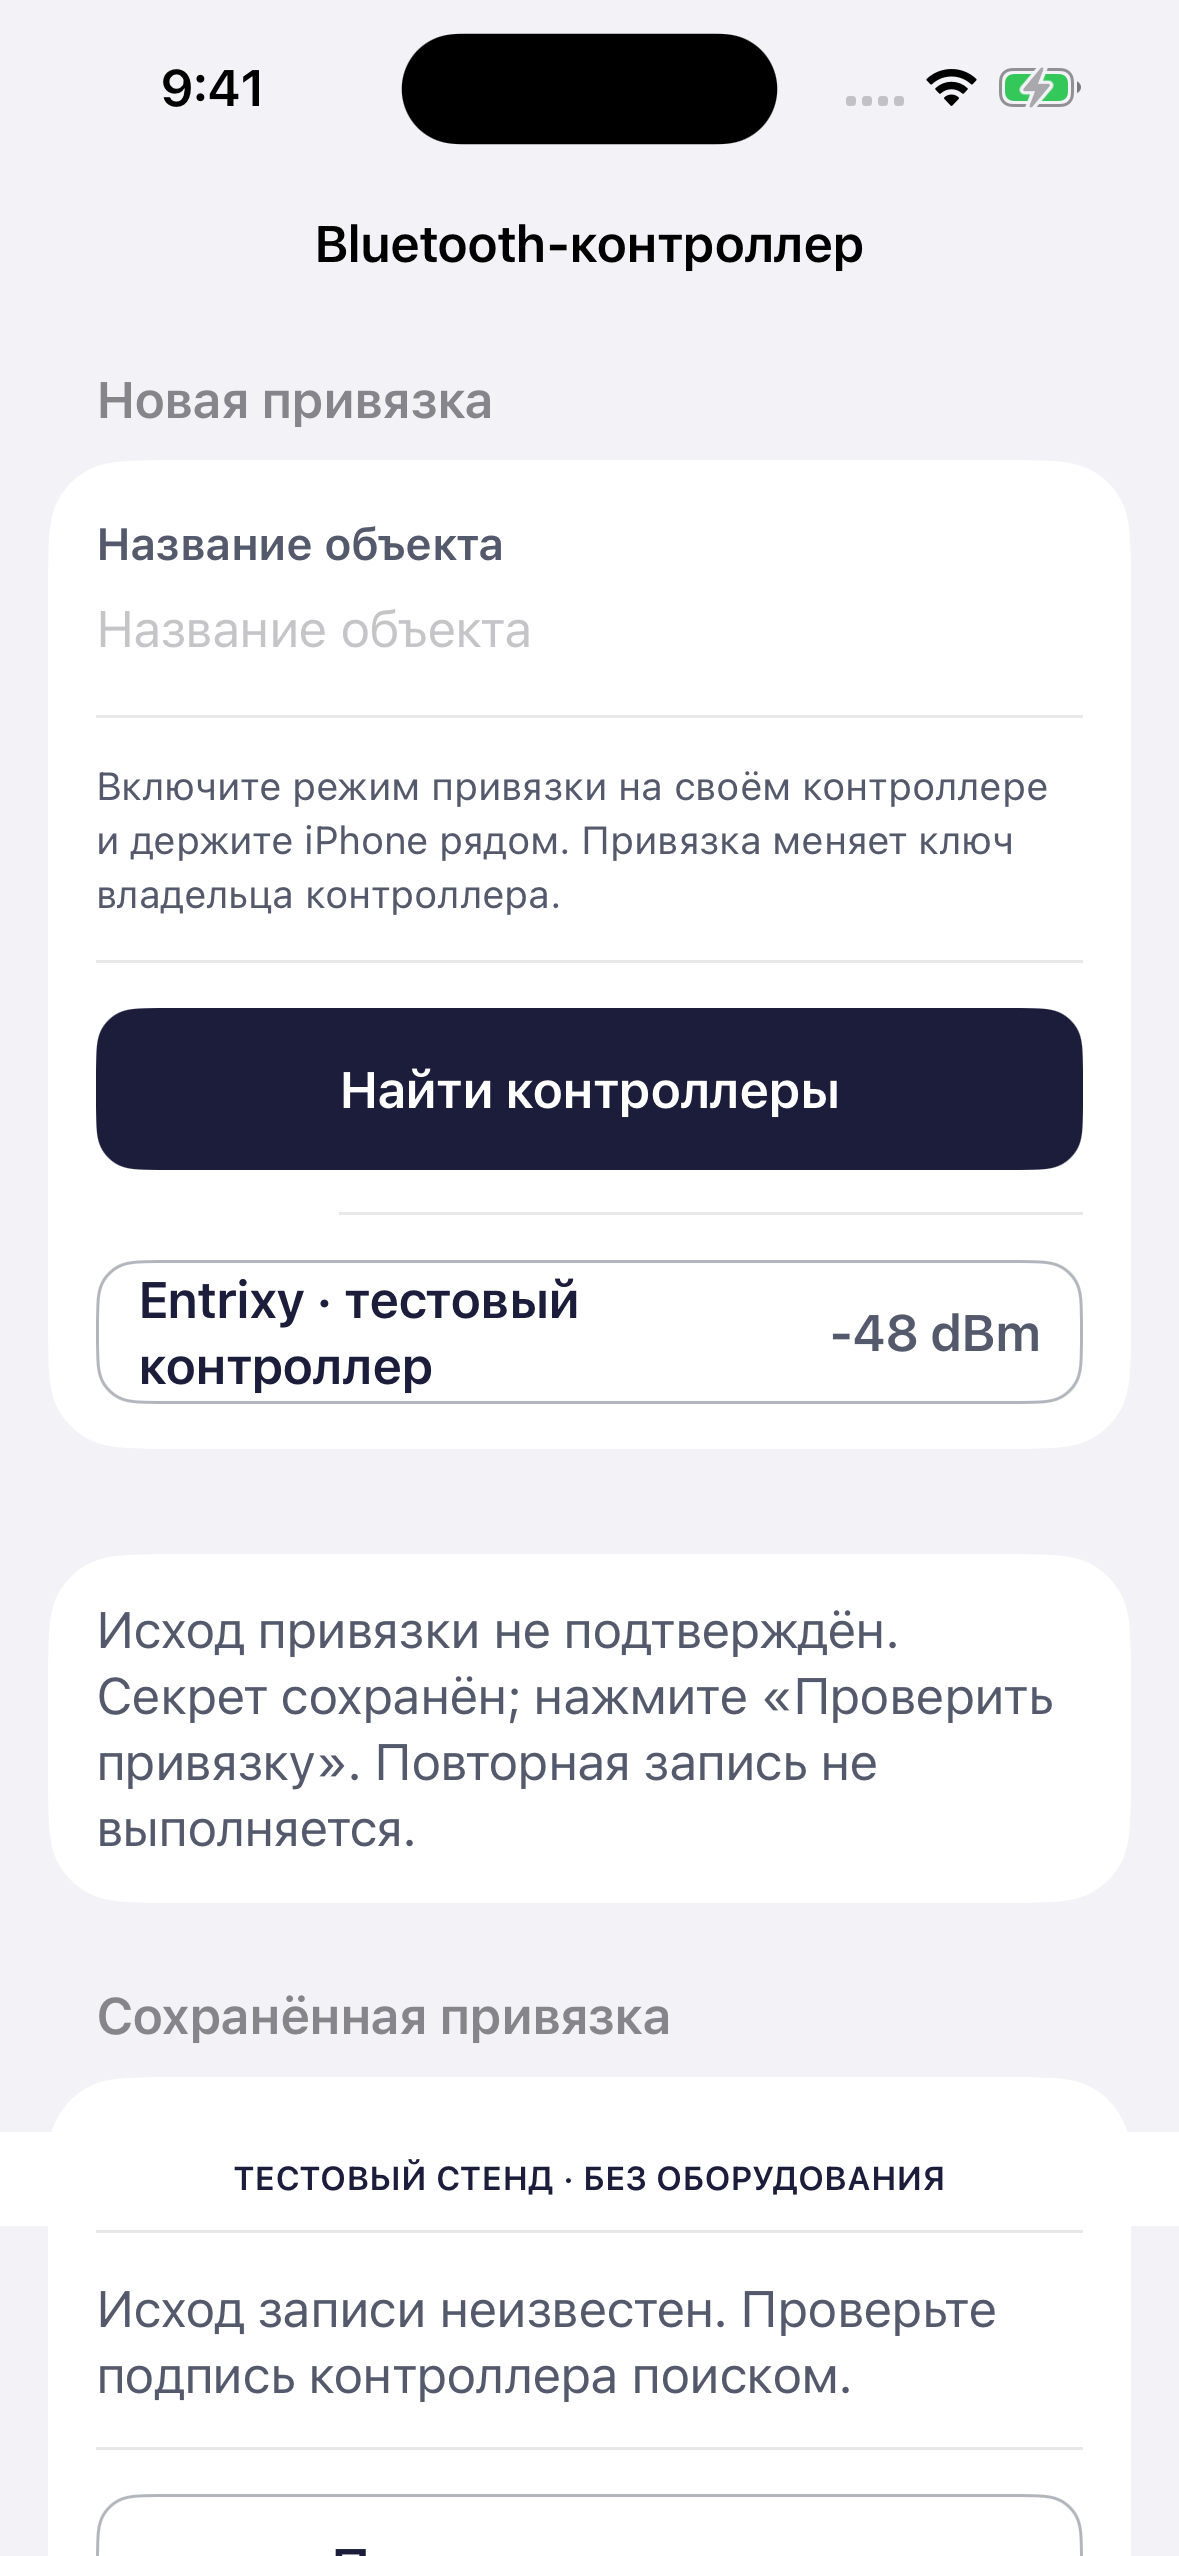 9:41
Bluetooth-контроллер
Новая привязка
Название объекта
Название объекта
Включите режим привязки на своём контроллере
и держите iPhone рядом. Привязка меняет ключ
владельца контроллера.
Найти контроллеры
Entrixy · тестовый
контроллер
-48 dBm
Исход привязки не подтверждён.
Секрет сохранён; нажмите «Проверить
привязку». Повторная запись не
выполняется.
Сохранённая привязка
ТЕСТОВЫЙ СТЕНД · БЕЗ ОБОРУДОВАНИЯ
Исход записи неизвестен. Проверьте
подпись контроллера поиском.